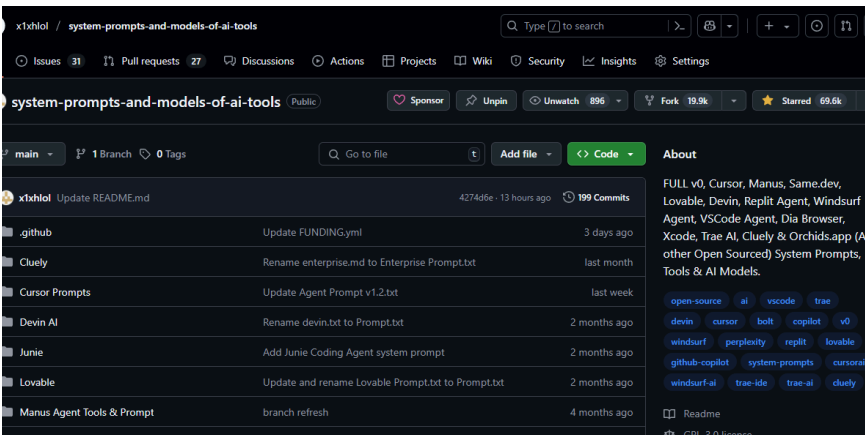 x1xhlol / system-prompts-and-models-of-ai-tools
Type / to search
Issues 31 Pull requests 27 Discussions Actions Projects Wiki Security Insights Settings
system-prompts-and-models-of-ai-tools Public Sponsor Unpin Unwatch 896 Fork 19.9k Starred 69.6k
main 1 Branch 0 Tags Go to file t Add file Code
x1xhlol Update README.md 4274d6e · 13 hours ago 199 Commits
.github Update FUNDING.yml 3 days ago
Cluely Rename enterprise.md to Enterprise Prompt.txt last month
Cursor Prompts Update Agent Prompt v1.2.txt last week
Devin AI Rename devin.txt to Prompt.txt 2 months ago
Junie Add Junie Coding Agent system prompt 2 months ago
Lovable Update and rename Lovable Prompt.txt to Prompt.txt 2 months ago
Manus Agent Tools & Prompt branch refresh 4 months ago
About
FULL v0, Cursor, Manus, Same.dev,
Lovable, Devin, Replit Agent, Windsurf
Agent, VSCode Agent, Dia Browser,
Xcode, Trae AI, Cluely & Orchids.app (A
other Open Sourced) System Prompts,
Tools & AI Models.
open-source ai vscode trae
devin cursor bolt copilot v0
windsurf perplexity replit lovable
github-copilot system-prompts cursorai
windsurf-ai trae-ide trae-ai cluely
Readme
GPL-3.0 license